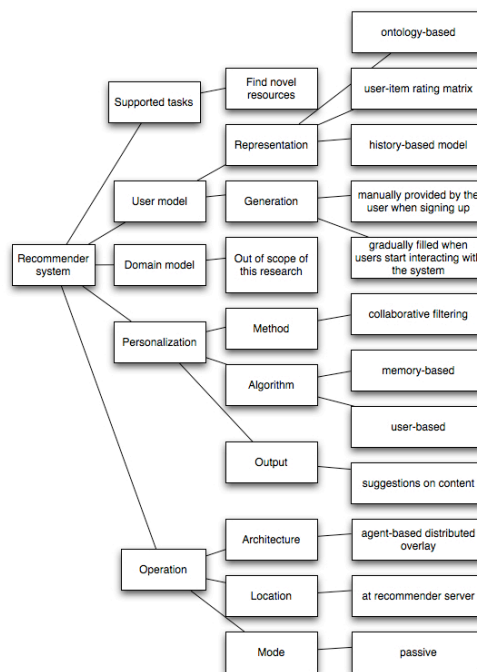 ontology-based
Supported tasks
Find novel
resources
user-item rating matrix
Representation
history-based model
User model
Generation
manually provided by the
user when signing up
Recommender
system
Domain model
Out of scope of
this research
gradually filled when
users start interacting with
the system
Personalization
Method
collaborative filtering
Algorithm
memory-based
user-based
Output
suggestions on content
Architecture
agent-based distributed
overlay
Operation
Location
at recommender server
Mode
passive